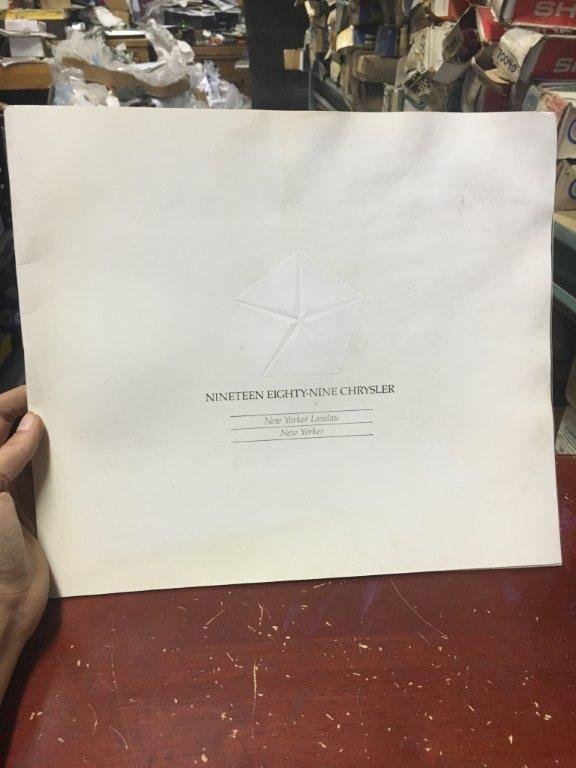 NINETEEN EIGHTY-NINE CHRYSLER
New Yorker Landau
New Yorker